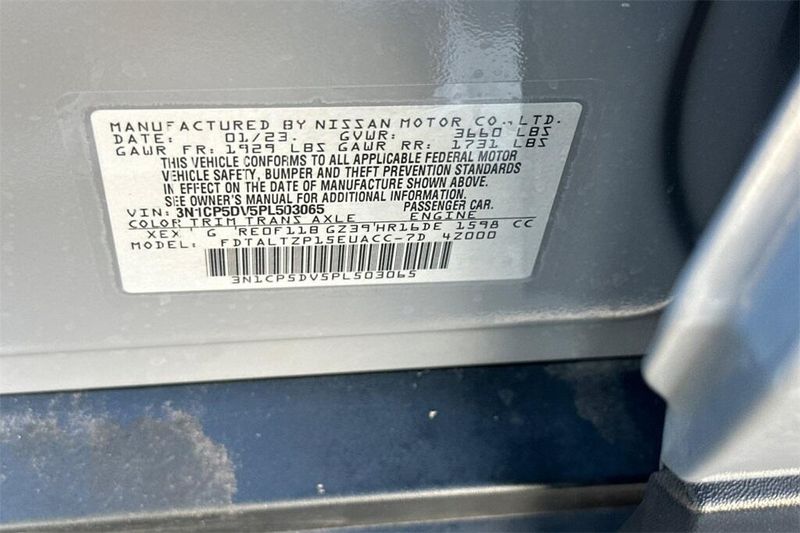 MANUFACTURED BY NISSAN MOTOR CO.,LTD.
DATE: 01/23. GVWR: 3660 LBS
GAWR FR: 1929 LBS GAWR RR: 1731 LBS
THIS VEHICLE CONFORMS TO ALL APPLICABLE FEDERAL MOTOR
VEHICLE SAFETY, BUMPER AND THEFT PREVENTION STANDARDS
IN EFFECT ON THE DATE OF MANUFACTURE SHOWN ABOVE.
SEE OWNER'S MANUAL FOR ADDITIONAL INFORMATION.
VIN: 3N1CP5DV5PL503065 PASSENGER CAR.
COLOR TRIM TRANS AXLE ENGINE
XEX G RE0F11B GZ39 HR16DE 1598 CC
MODEL: FDTALTZP15EUACC-7D 4Z000
3N1CP5DV5PL503065